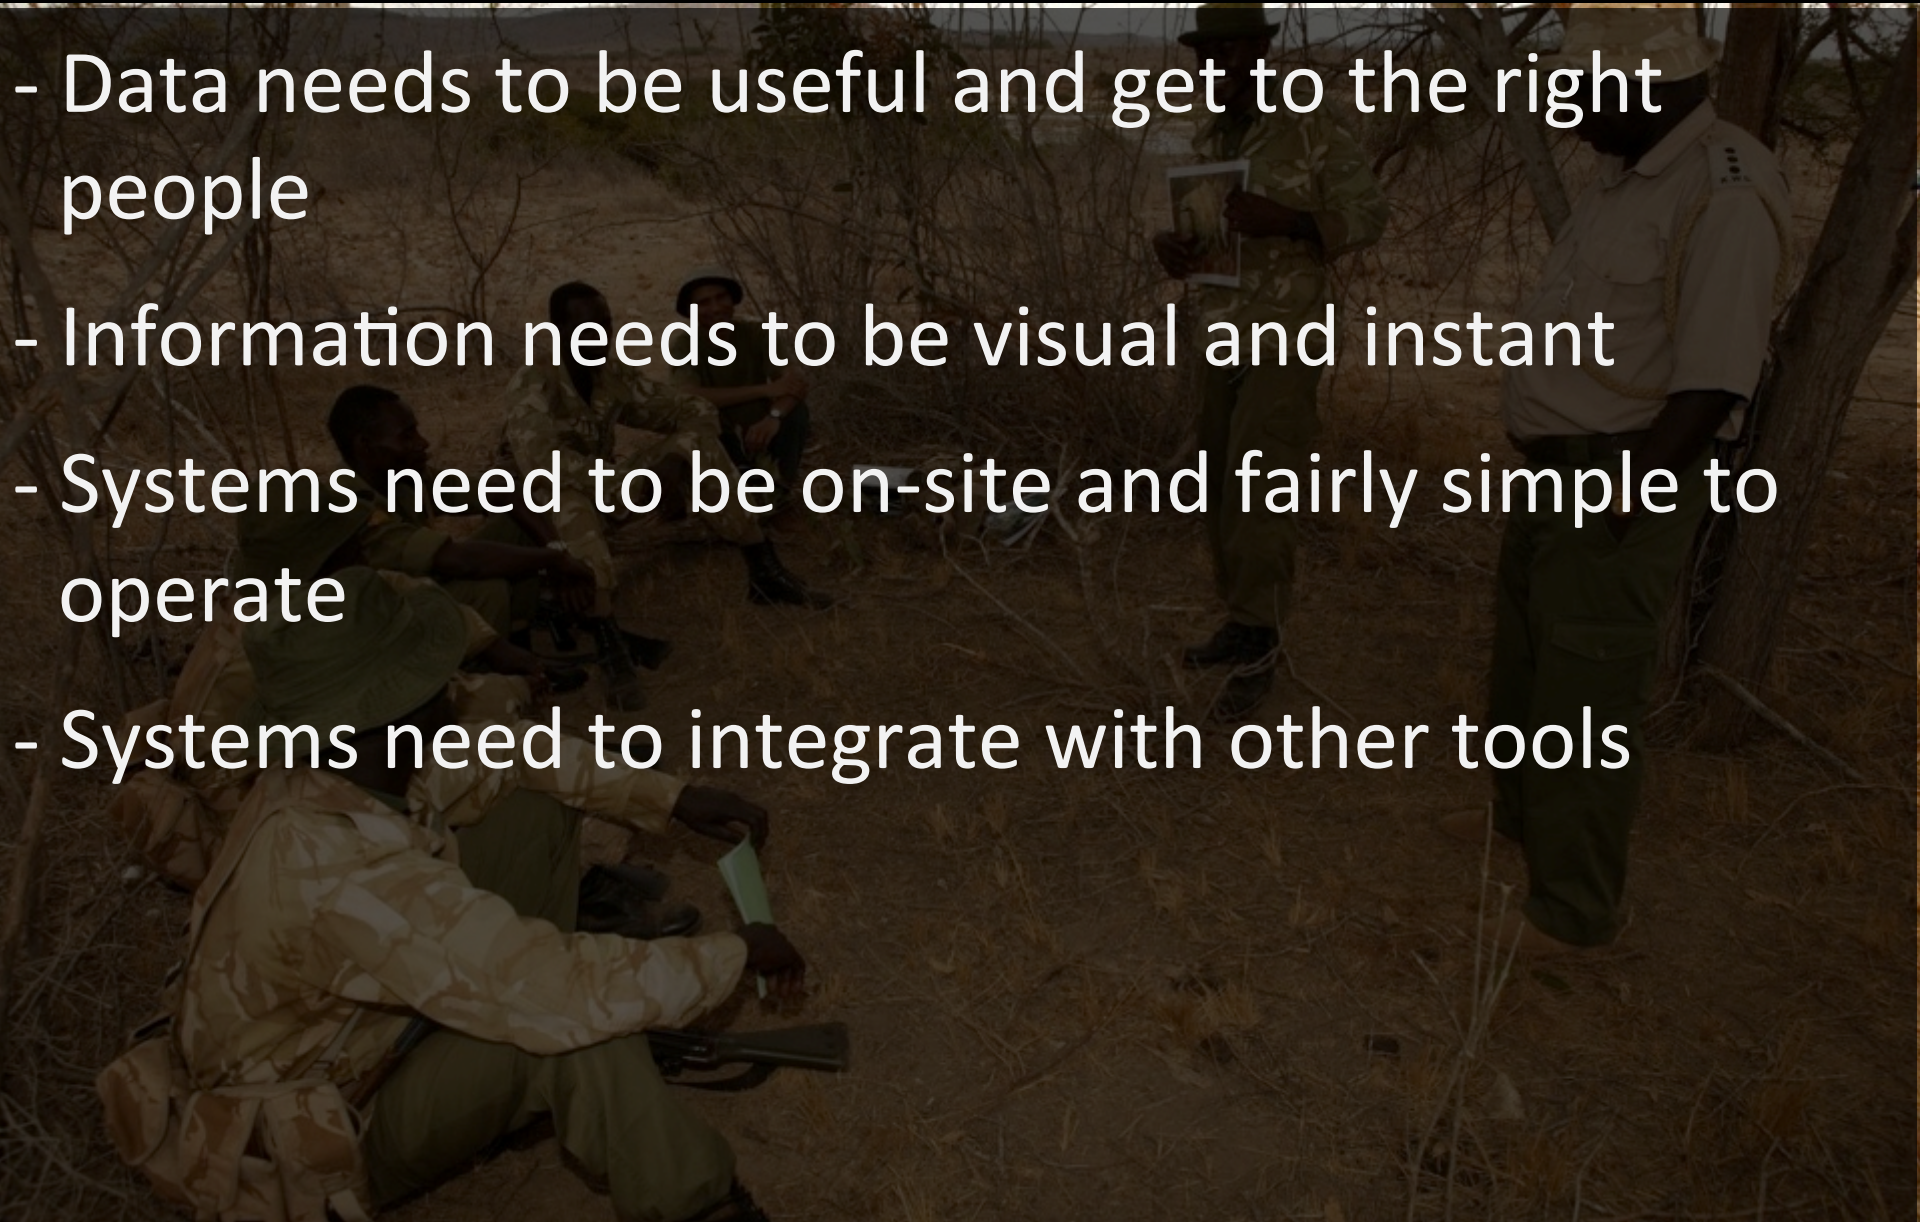 - Data needs to be useful and get to the right
people
- Information needs to be visual and instant
- Systems need to be on-site and fairly simple to
operate
- Systems need to integrate with other tools